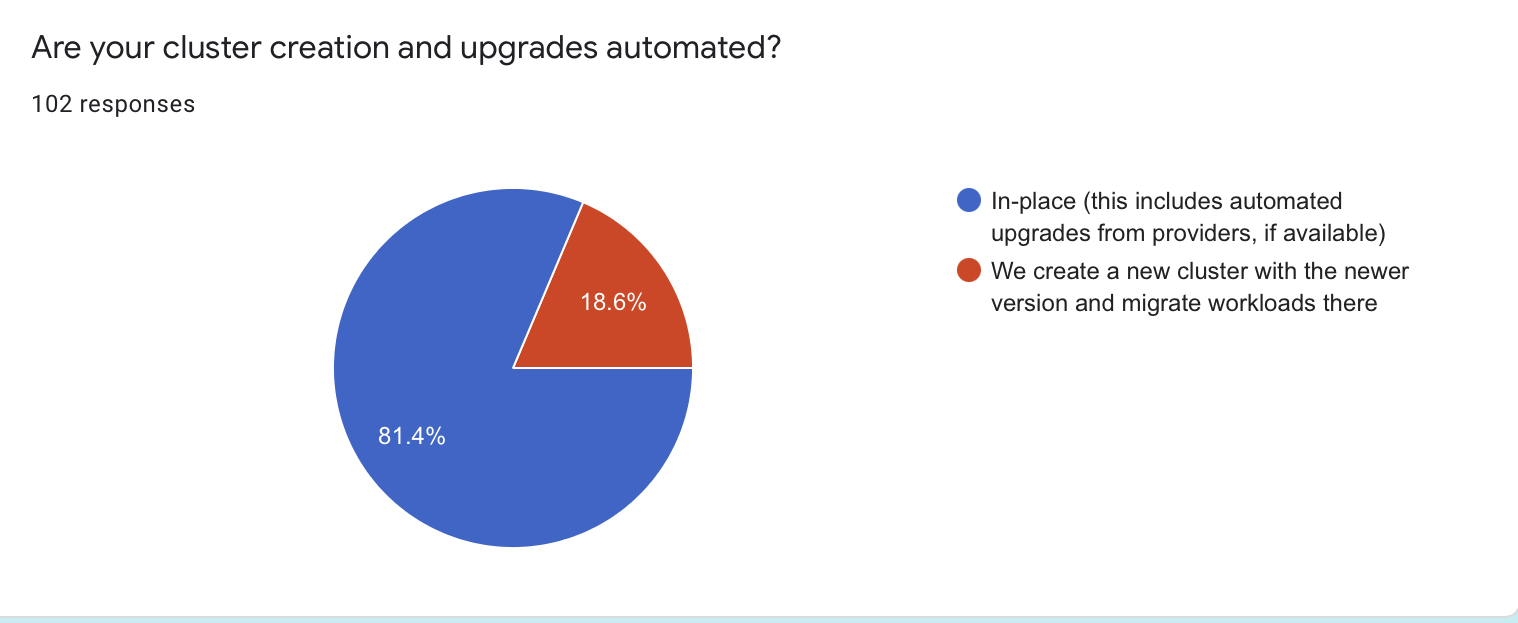 Are your cluster creation and upgrades automated?
102 responses
In-place (this includes automated
upgrades from providers, if available)
We create a new cluster with the newer
version and migrate workloads there
18.6%
81.4%